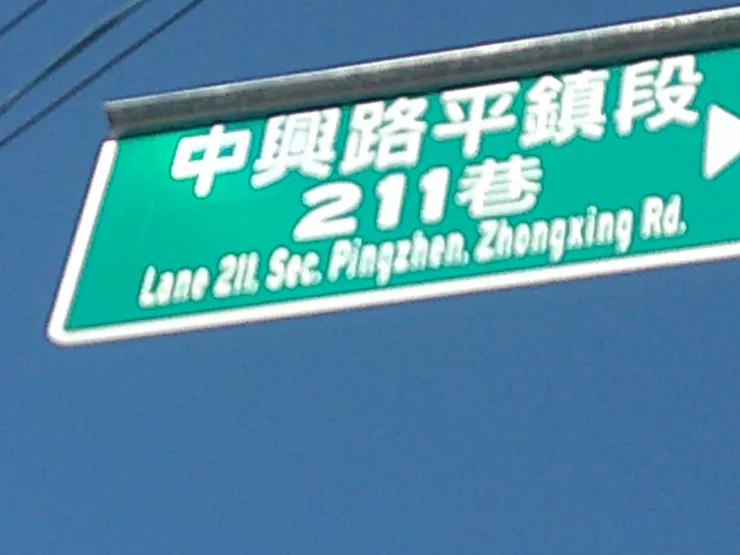 中興路平鎮段
211巷
Lane 211, Sec. Pingzhen, Zhongxing Rd.